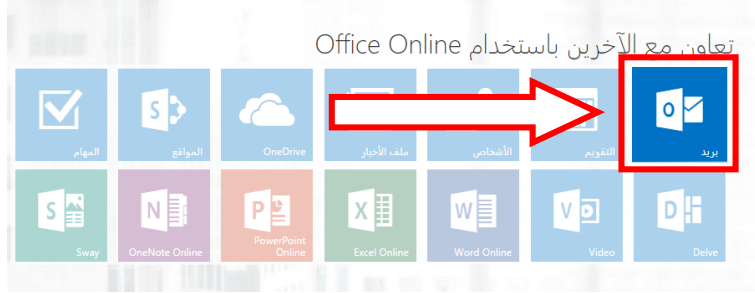 تعاون مع الآخرين باستخدام Office Online
بريد
التقويم
الأشخاص
ملف الأخبار
OneDrive
المواقع
المهام
Delve
Video
Word Online
Excel Online
PowerPoint
Online
OneNote Online
Sway